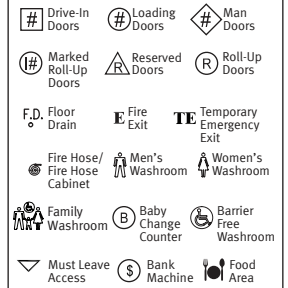 # Drive-In Doors
# Loading Doors
# Man Doors
I# Marked Roll-Up Doors
R Reserved Doors
R Roll-Up Doors
F.D. Floor Drain
E Fire Exit
TE Temporary Emergency Exit
Fire Hose/ Fire Hose Cabinet
Men's Washroom
Women's Washroom
Family Washroom
B Baby Change Counter
Barrier Free Washroom
Must Leave Access
$ Bank Machine
Food Area